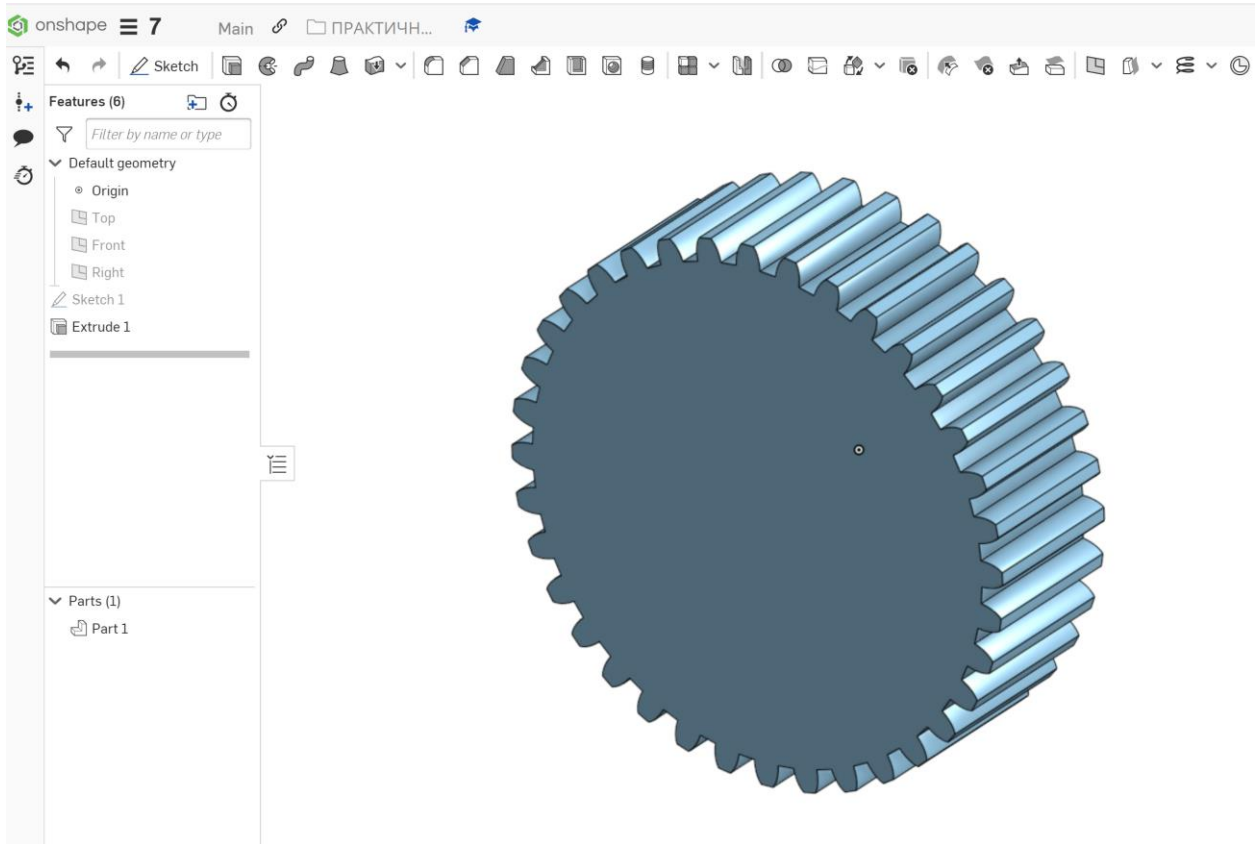 onshape 7 Main ПРАКТИЧН...
Sketch
Features (6)
Filter by name or type
Default geometry
Origin
Top
Front
Right
Sketch 1
Extrude 1
Parts (1)
Part 1